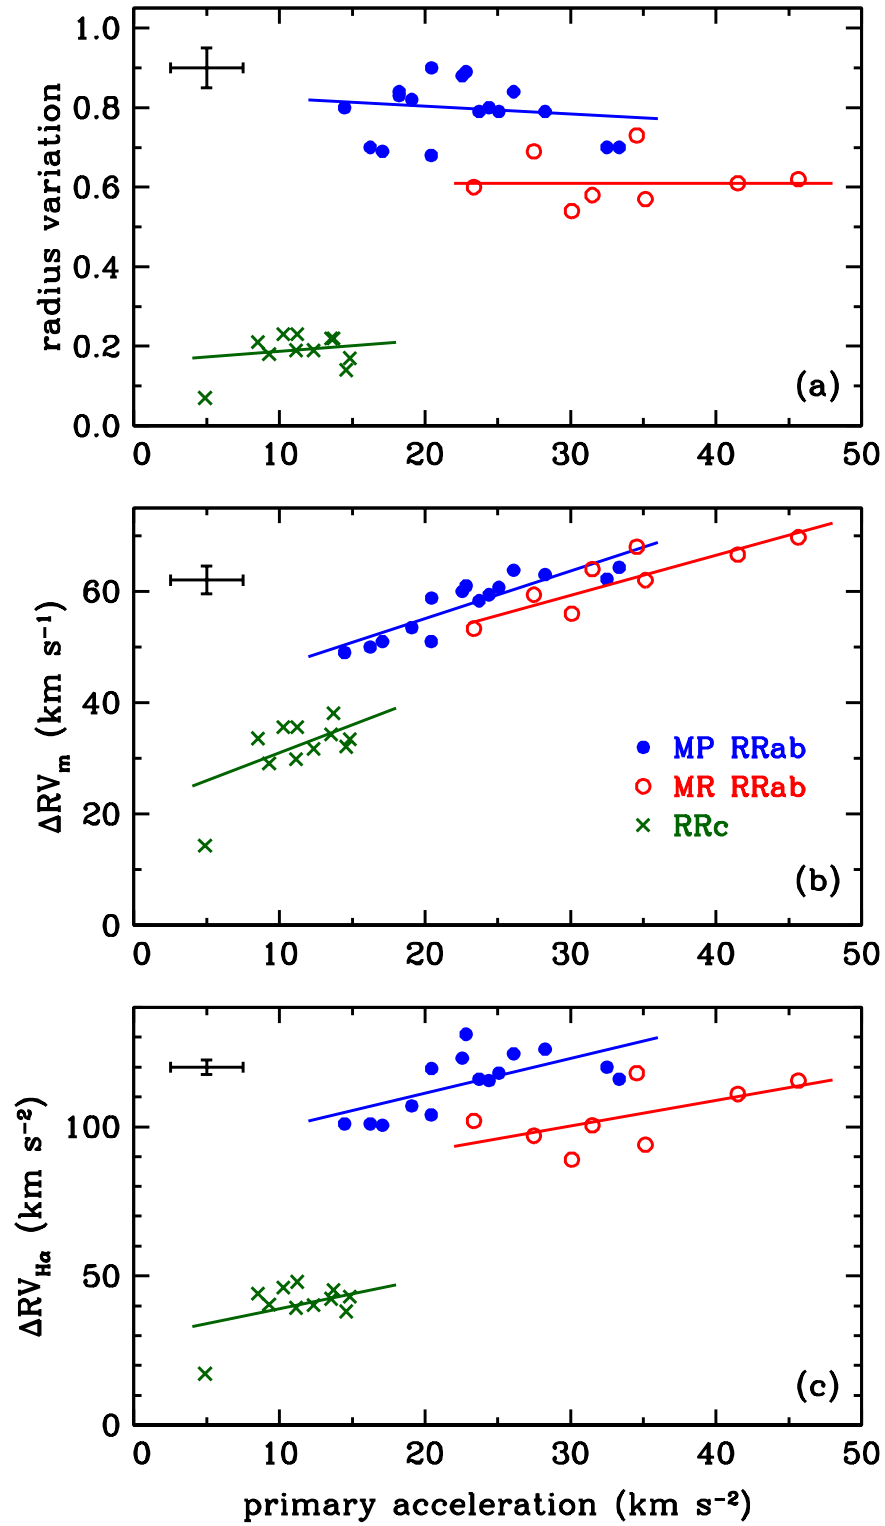 1.0
0.8
0.6
0.4
0.2
0.0
radius variation
(a)
0 10 20 30 40 50
60
40
20
0
ΔRVm (km s−1)
MP RRab
MR RRab
RRc
(b)
0 10 20 30 40 50
100
50
0
ΔRVHα (km s−2)
(c)
0 10 20 30 40 50
primary acceleration (km s−2)